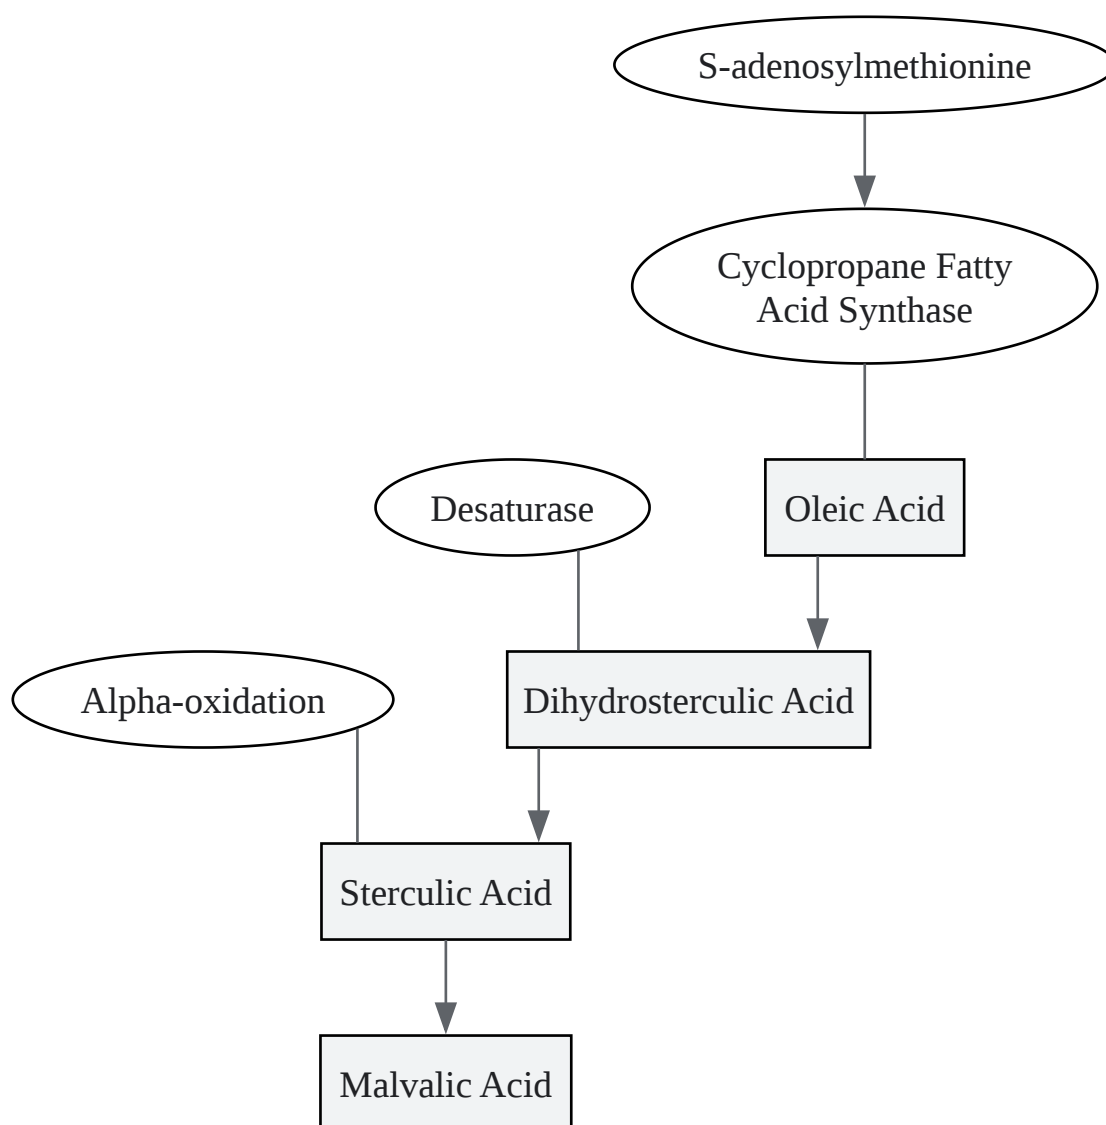 S-adenosylmethionine
Cyclopropane Fatty
Acid Synthase
Desaturase
Oleic Acid
Alpha-oxidation
Dihydrosterculic Acid
Sterculic Acid
Malvalic Acid